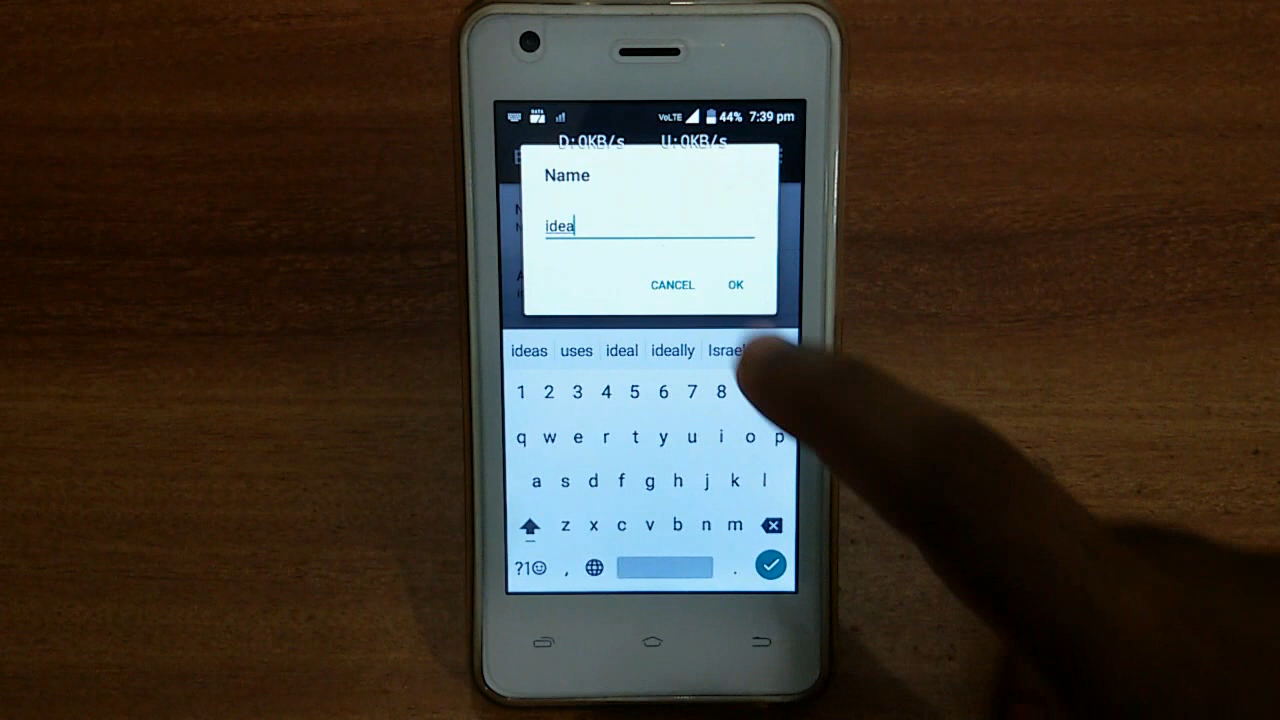 DATA VoLTE 44% 7:39 pm
D:0KB/s U:0KB/s
Name
idea
CANCEL OK
ideas uses ideal ideally Israel
1 2 3 4 5 6 7 8
q w e r t y u i o p
a s d f g h j k l
z x c v b n m
?1☺ , .